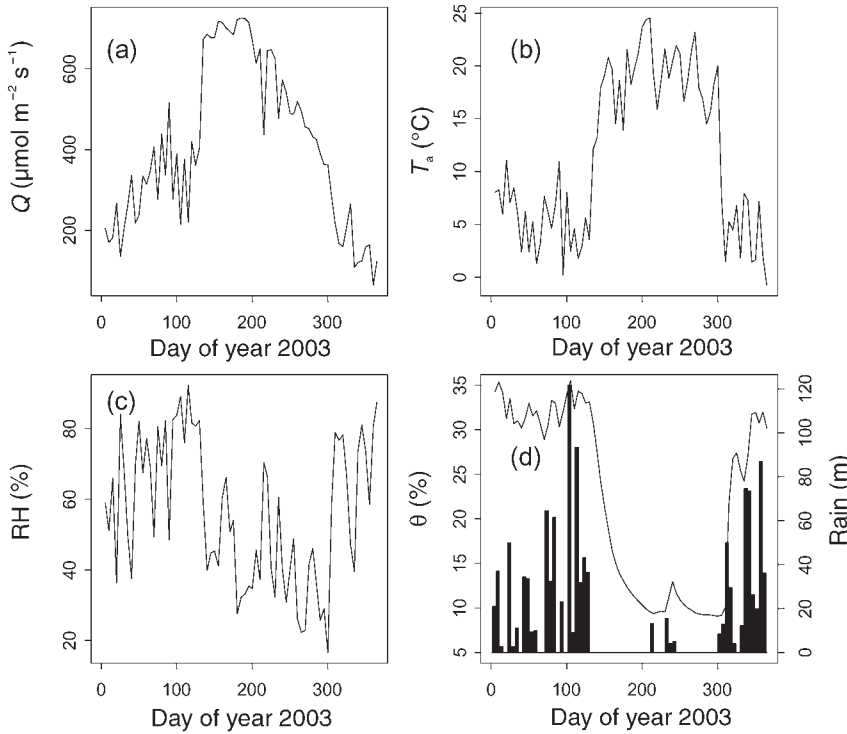 (a)
Q (μmol m⁻² s⁻¹)
600
400
200
0 100 200 300
Day of year 2003
(b)
Tₐ (°C)
25
20
15
10
5
0
0 100 200 300
Day of year 2003
(c)
RH (%)
80
60
40
20
0 100 200 300
Day of year 2003
(d)
θ (%)
35
30
25
20
15
10
5
0 100 200 300
Day of year 2003
120
100
80
60
40
20
0
Rain (m)